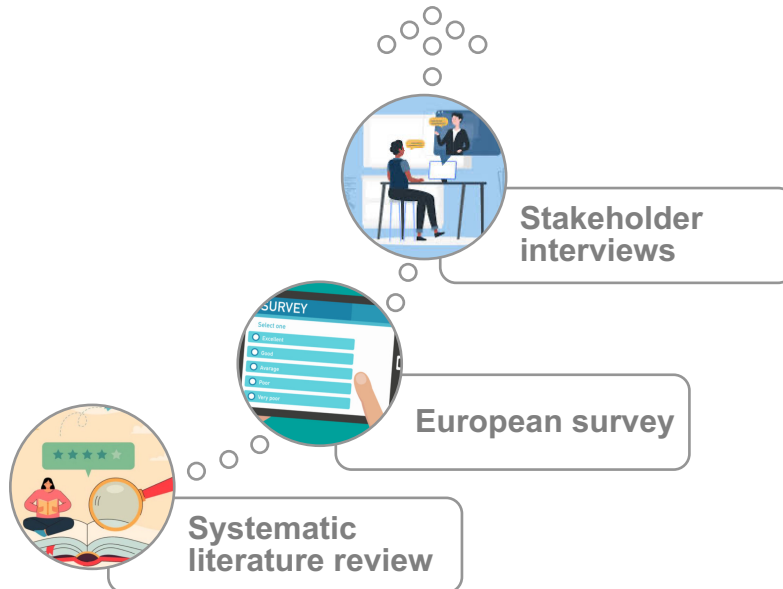 Stakeholder
interviews
SURVEY
Select one
Excellent
Good
Average
Poor
Very poor
European survey
Systematic
literature review